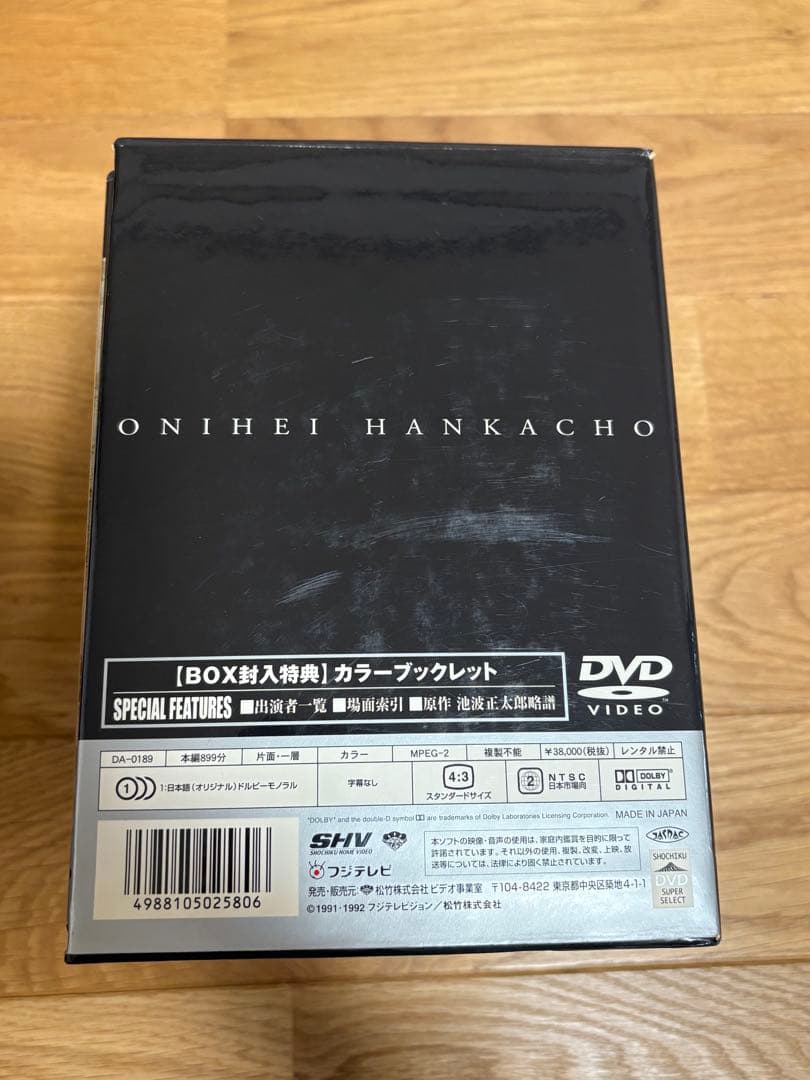 ONIHEI HANKACHO
【BOX封入特典】カラーブックレット
SPECIAL FEATURES ■出演者一覧 ■場面索引 ■原作 池波正太郎略譜
DVD
VIDEO
DA-0189 本編899分 片面・一層 カラー MPEG-2 複製不能 ¥38,000(税抜) レンタル禁止
1 1:日本語(オリジナル)ドルビーモノラル 字幕なし 4:3 スタンダードサイズ 2 NTSC 日本市場向 DOLBY DIGITAL
"DOLBY" and the double-D symbol are trademarks of Dolby Laboratories Licensing Corporation. MADE IN JAPAN
SHV
SHOCHIKU HOME VIDEO
本ソフトの映像・音声の使用は、家庭内鑑賞を目的に限って
許諾されています。それ以外の使用、複製、改変、上映、放
送等については、法律により固く禁止されています。
JASRAC
フジテレビ
SHOCHIKU
DVD
SUPER
SELECT
発売・販売元: 松竹株式会社 ビデオ事業室 〒104-8422 東京都中央区築地4-1-1
©1991・1992 フジテレビジョン/松竹株式会社
4988105025806